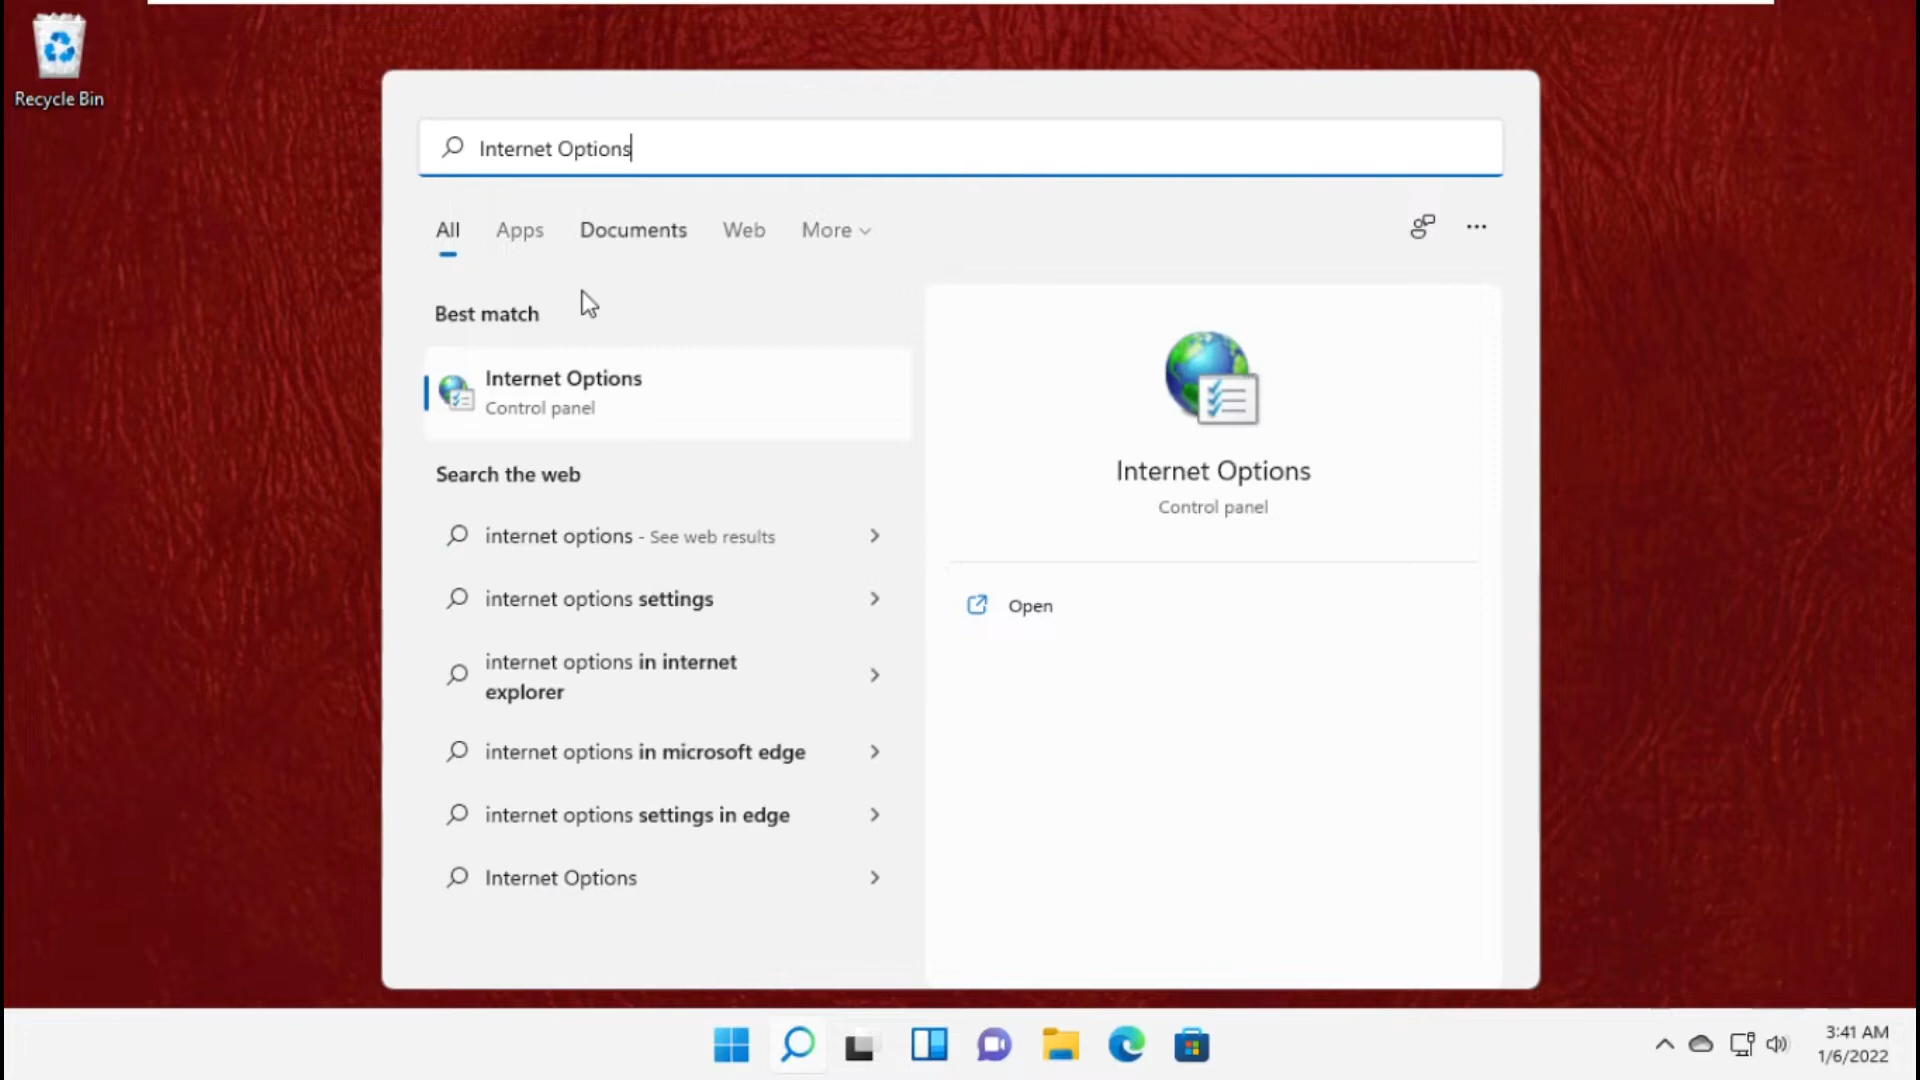 Recycle Bin
Internet Options
All Apps Documents Web More
Best match
Internet Options
Control panel
Search the web
internet options - See web results
internet options settings
internet options in internet
explorer
internet options in microsoft edge
internet options settings in edge
Internet Options
Internet Options
Control panel
Open
3:41 AM
1/6/2022